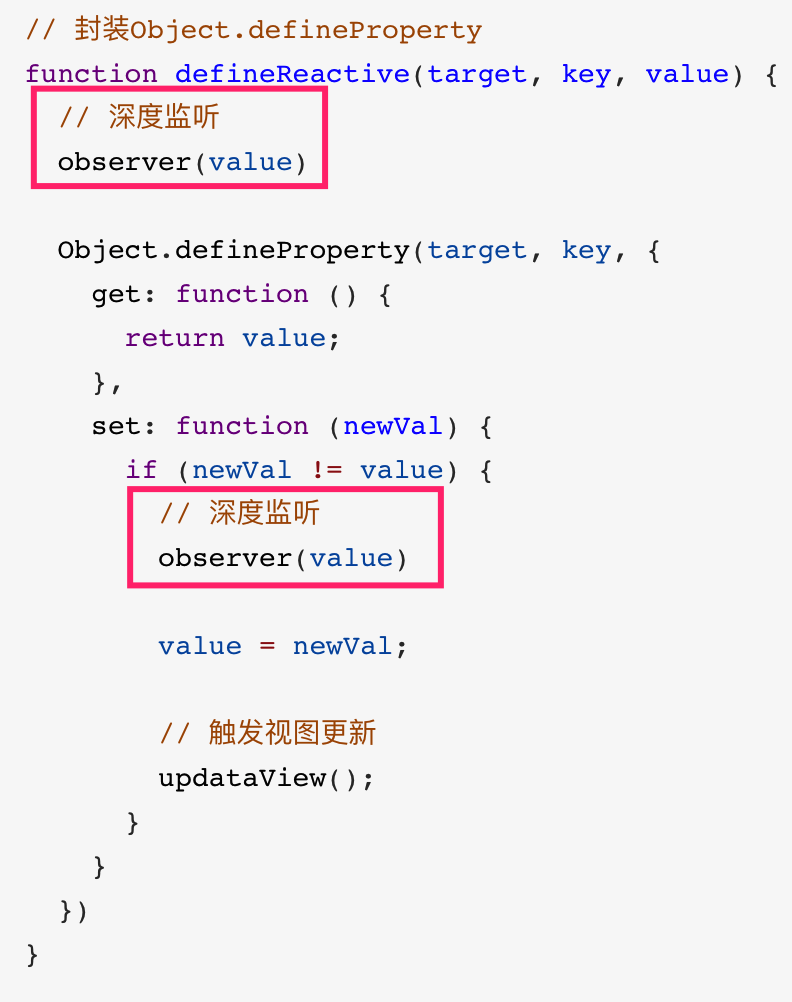 // 封装Object.defineProperty
function defineReactive(target, key, value) {
// 深度监听
observer(value)
Object.defineProperty(target, key, {
get: function () {
return value;
},
set: function (newVal) {
if (newVal != value) {
// 深度监听
observer(value)
value = newVal;
// 触发视图更新
updataView();
}
}
})
}